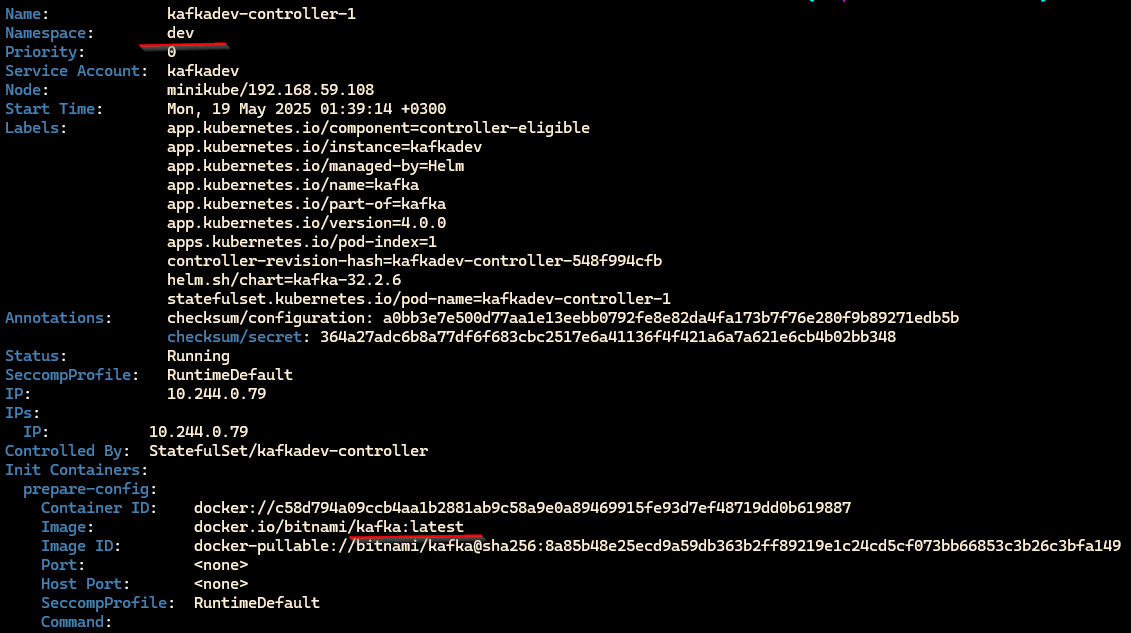 Name: kafkadev-controller-1
Namespace: dev
Priority: 0
Service Account: kafkadev
Node: minikube/192.168.59.108
Start Time: Mon, 19 May 2025 01:39:14 +0300
Labels: app.kubernetes.io/component=controller-eligible
app.kubernetes.io/instance=kafkadev
app.kubernetes.io/managed-by=Helm
app.kubernetes.io/name=kafka
app.kubernetes.io/part-of=kafka
app.kubernetes.io/version=4.0.0
apps.kubernetes.io/pod-index=1
controller-revision-hash=kafkadev-controller-548f994cfb
helm.sh/chart=kafka-32.2.6
statefulset.kubernetes.io/pod-name=kafkadev-controller-1
Annotations: checksum/configuration: a0bb3e7e500d77aa1e13eebb0792fe8e82da4fa173b7f76e280f9b89271edb5b
checksum/secret: 364a27adc6b8a77df6ff683cbc2517e6a41136f4f421a6a7a621e6cb4b02bb348
Status: Running
SeccompProfile: RuntimeDefault
IP: 10.244.0.79
IPs:
IP: 10.244.0.79
Controlled By: StatefulSet/kafkadev-controller
Init Containers:
prepare-config:
Container ID: docker://c58d794a09ccb4aa1b2881ab9c58a9e0a89469915fe93d7ef48719dd0b619887
Image: docker.io/bitnami/kafka:latest
Image ID: docker-pullable://bitnami/kafka@sha256:8a85b48e25ecd9a59db363b2ff89219e1c24cd5cf073bb66853c3b26c3bfa149
Port: <none>
Host Port: <none>
SeccompProfile: RuntimeDefault
Command: